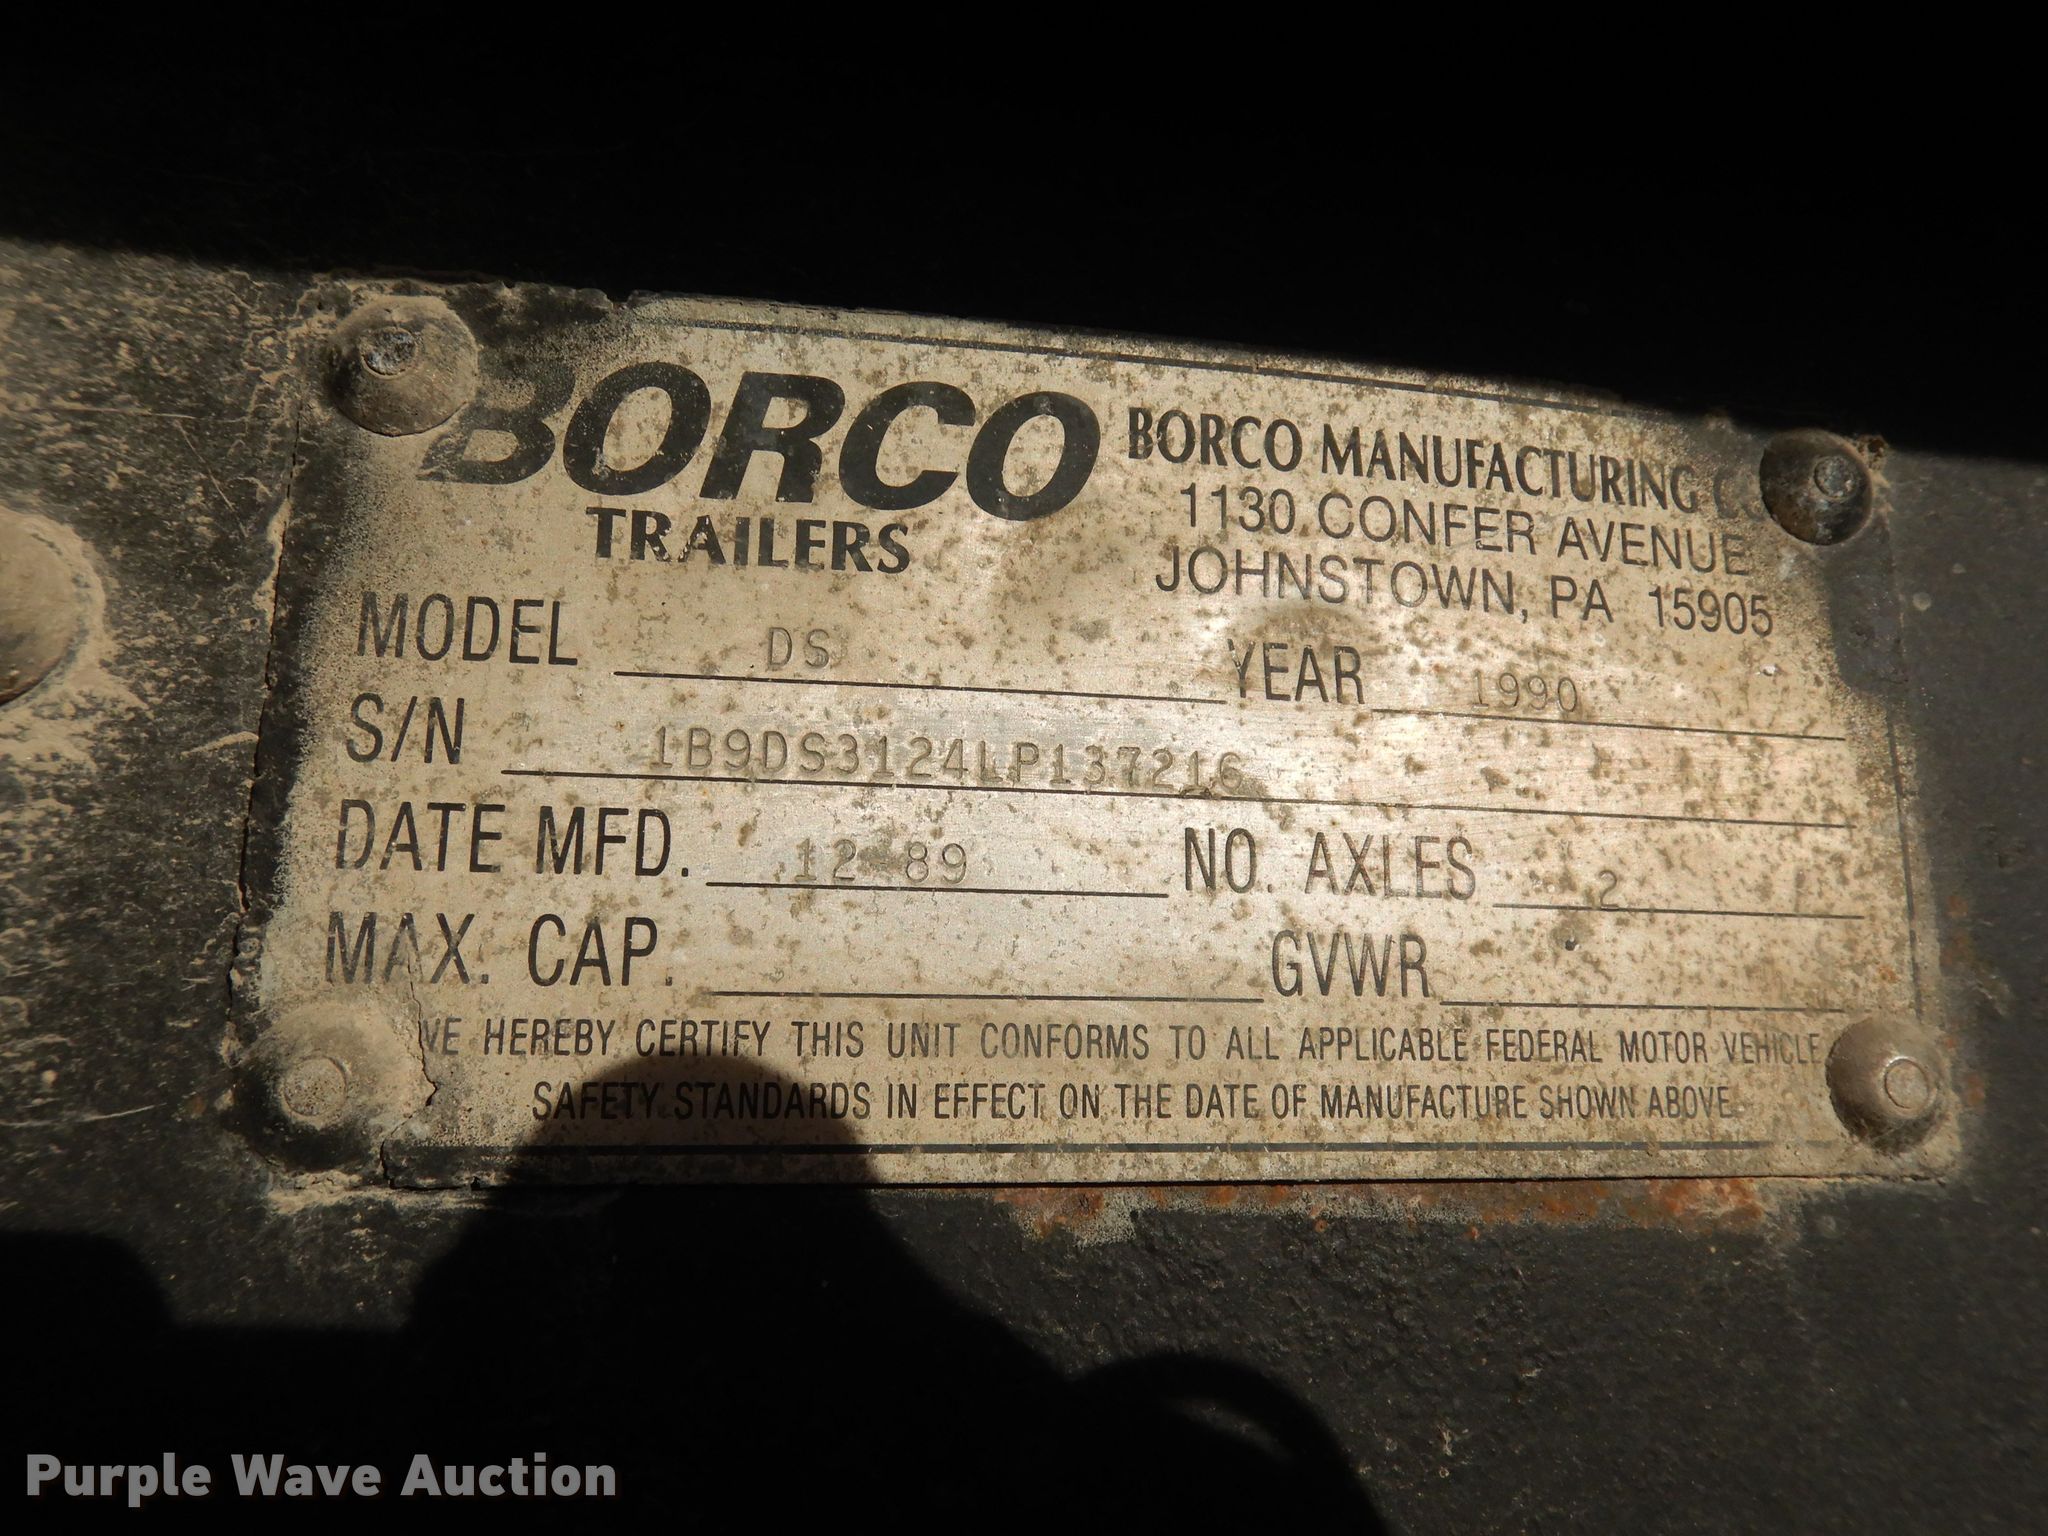 BORCO
TRAILERS
BORCO MANUFACTURING CO
1130 CONFER AVENUE
JOHNSTOWN, PA 15905
MODEL DS YEAR 1990
S/N 1B9DS3124LP137216
DATE MFD. 12-89 NO. AXLES 2
MAX. CAP. GVWR
WE HEREBY CERTIFY THIS UNIT CONFORMS TO ALL APPLICABLE FEDERAL MOTOR VEHICLE
SAFETY STANDARDS IN EFFECT ON THE DATE OF MANUFACTURE SHOWN ABOVE.
Purple Wave Auction